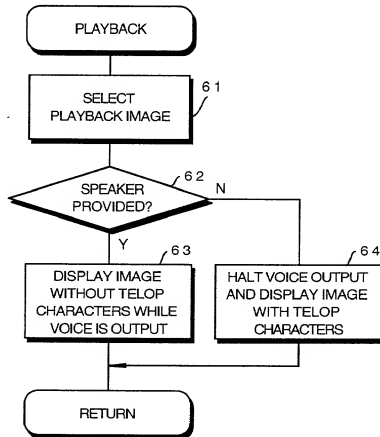 PLAYBACK
61
SELECT
PLAYBACK IMAGE
62
SPEAKER
PROVIDED?
N
Y
63
DISPLAY IMAGE
WITHOUT TELOP
CHARACTERS WHILE
VOICE IS OUTPUT
64
HALT VOICE OUTPUT
AND DISPLAY IMAGE
WITH TELOP
CHARACTERS
RETURN